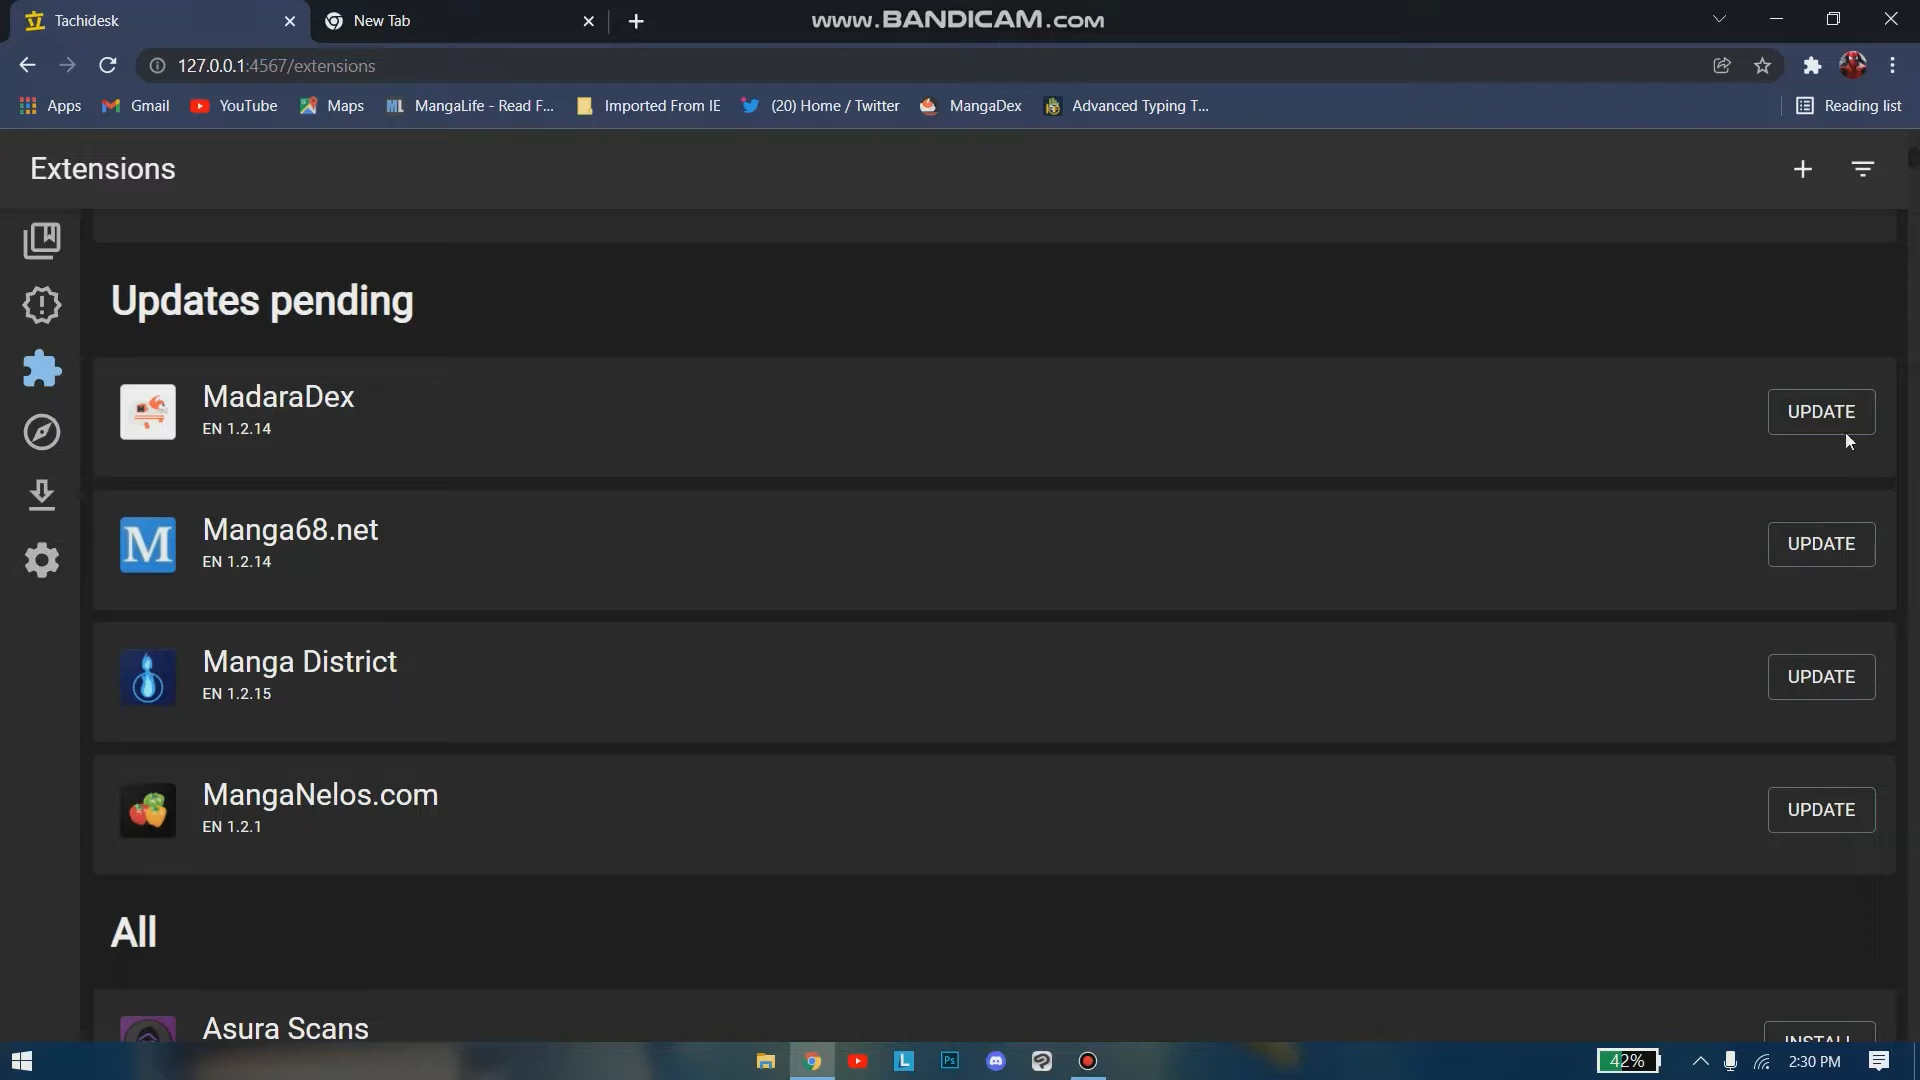 Tachidesk
New Tab
www.BANDICAM.com
127.0.0.1:4567/extensions
Apps
Gmail
YouTube
Maps
ML
MangaLife - Read F...
Imported From IE
(20) Home / Twitter
MangaDex
Advanced Typing T...
Reading list
Extensions
Updates pending
MadaraDex
EN 1.2.14
UPDATE
M
Manga68.net
EN 1.2.14
UPDATE
Manga District
EN 1.2.15
UPDATE
MangaNelos.com
EN 1.2.1
UPDATE
All
Asura Scans
INSTALL
L
Ps
42%
2:30 PM